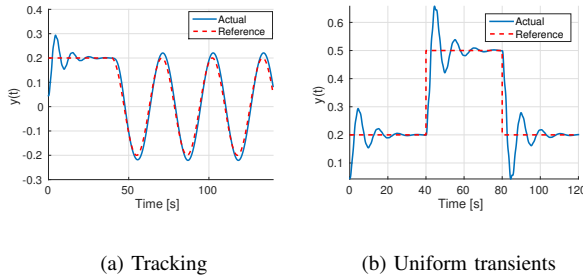 0.4
0.3
0.2
0.1
0
-0.1
-0.2
-0.3
y(t)
0
50
100
Time [s]
Actual
Reference
0.6
0.5
0.4
0.3
0.2
0.1
y(t)
0
20
40
60
80
100
120
Time [s]
Actual
Reference
(a) Tracking
(b) Uniform transients